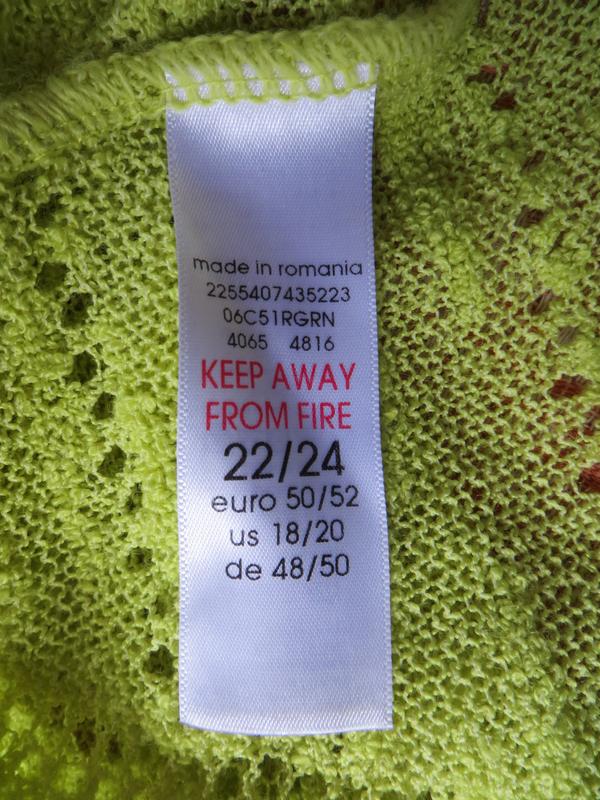 made in romania
2255407435223
06C51RGRN
4065 4816
KEEP AWAY
FROM FIRE
22/24
euro 50/52
us 18/20
de 48/50